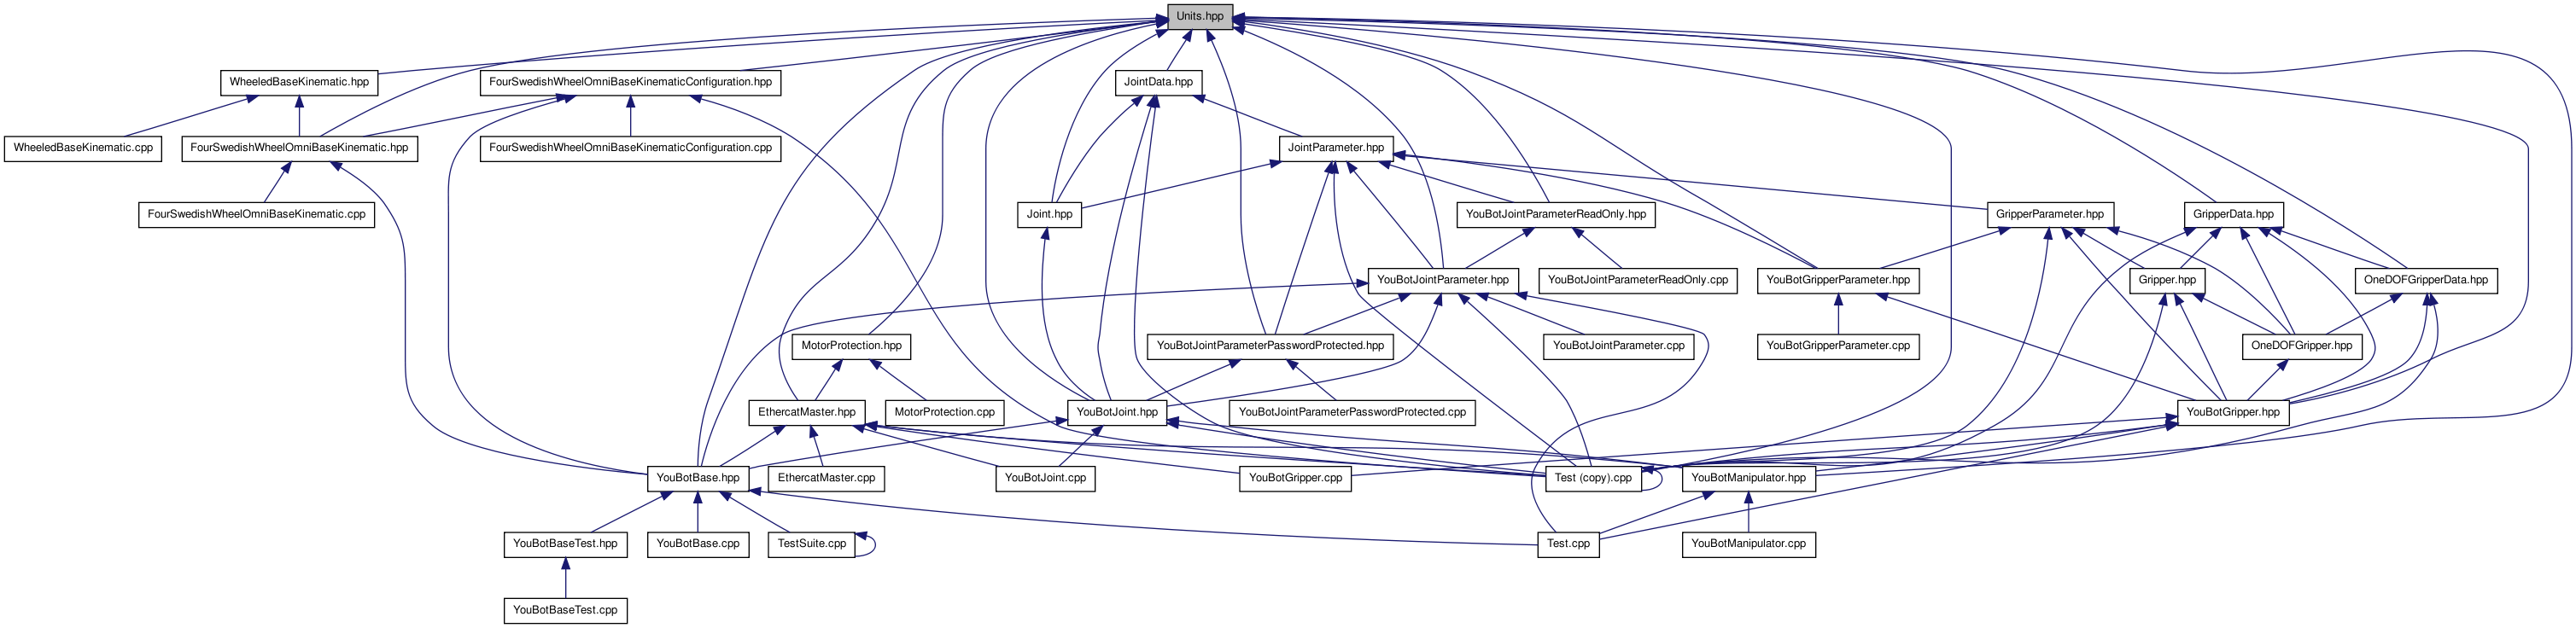 Units.hpp
WheeledBaseKinematic.hpp
FourSwedishWheelOmniBaseKinematicConfiguration.hpp
JointData.hpp
WheeledBaseKinematic.cpp
FourSwedishWheelOmniBaseKinematic.hpp
FourSwedishWheelOmniBaseKinematicConfiguration.cpp
JointParameter.hpp
FourSwedishWheelOmniBaseKinematic.cpp
Joint.hpp
YouBotJointParameterReadOnly.hpp
GripperParameter.hpp
GripperData.hpp
YouBotJointParameter.hpp
YouBotJointParameterReadOnly.cpp
YouBotGripperParameter.hpp
Gripper.hpp
OneDOFGripperData.hpp
MotorProtection.hpp
YouBotJointParameterPasswordProtected.hpp
YouBotJointParameter.cpp
YouBotGripperParameter.cpp
OneDOFGripper.hpp
EthercatMaster.hpp
MotorProtection.cpp
YouBotJoint.hpp
YouBotJointParameterPasswordProtected.cpp
YouBotGripper.hpp
YouBotBase.hpp
EthercatMaster.cpp
YouBotJoint.cpp
YouBotGripper.cpp
Test (copy).cpp
YouBotManipulator.hpp
YouBotBaseTest.hpp
YouBotBase.cpp
TestSuite.cpp
Test.cpp
YouBotManipulator.cpp
YouBotBaseTest.cpp